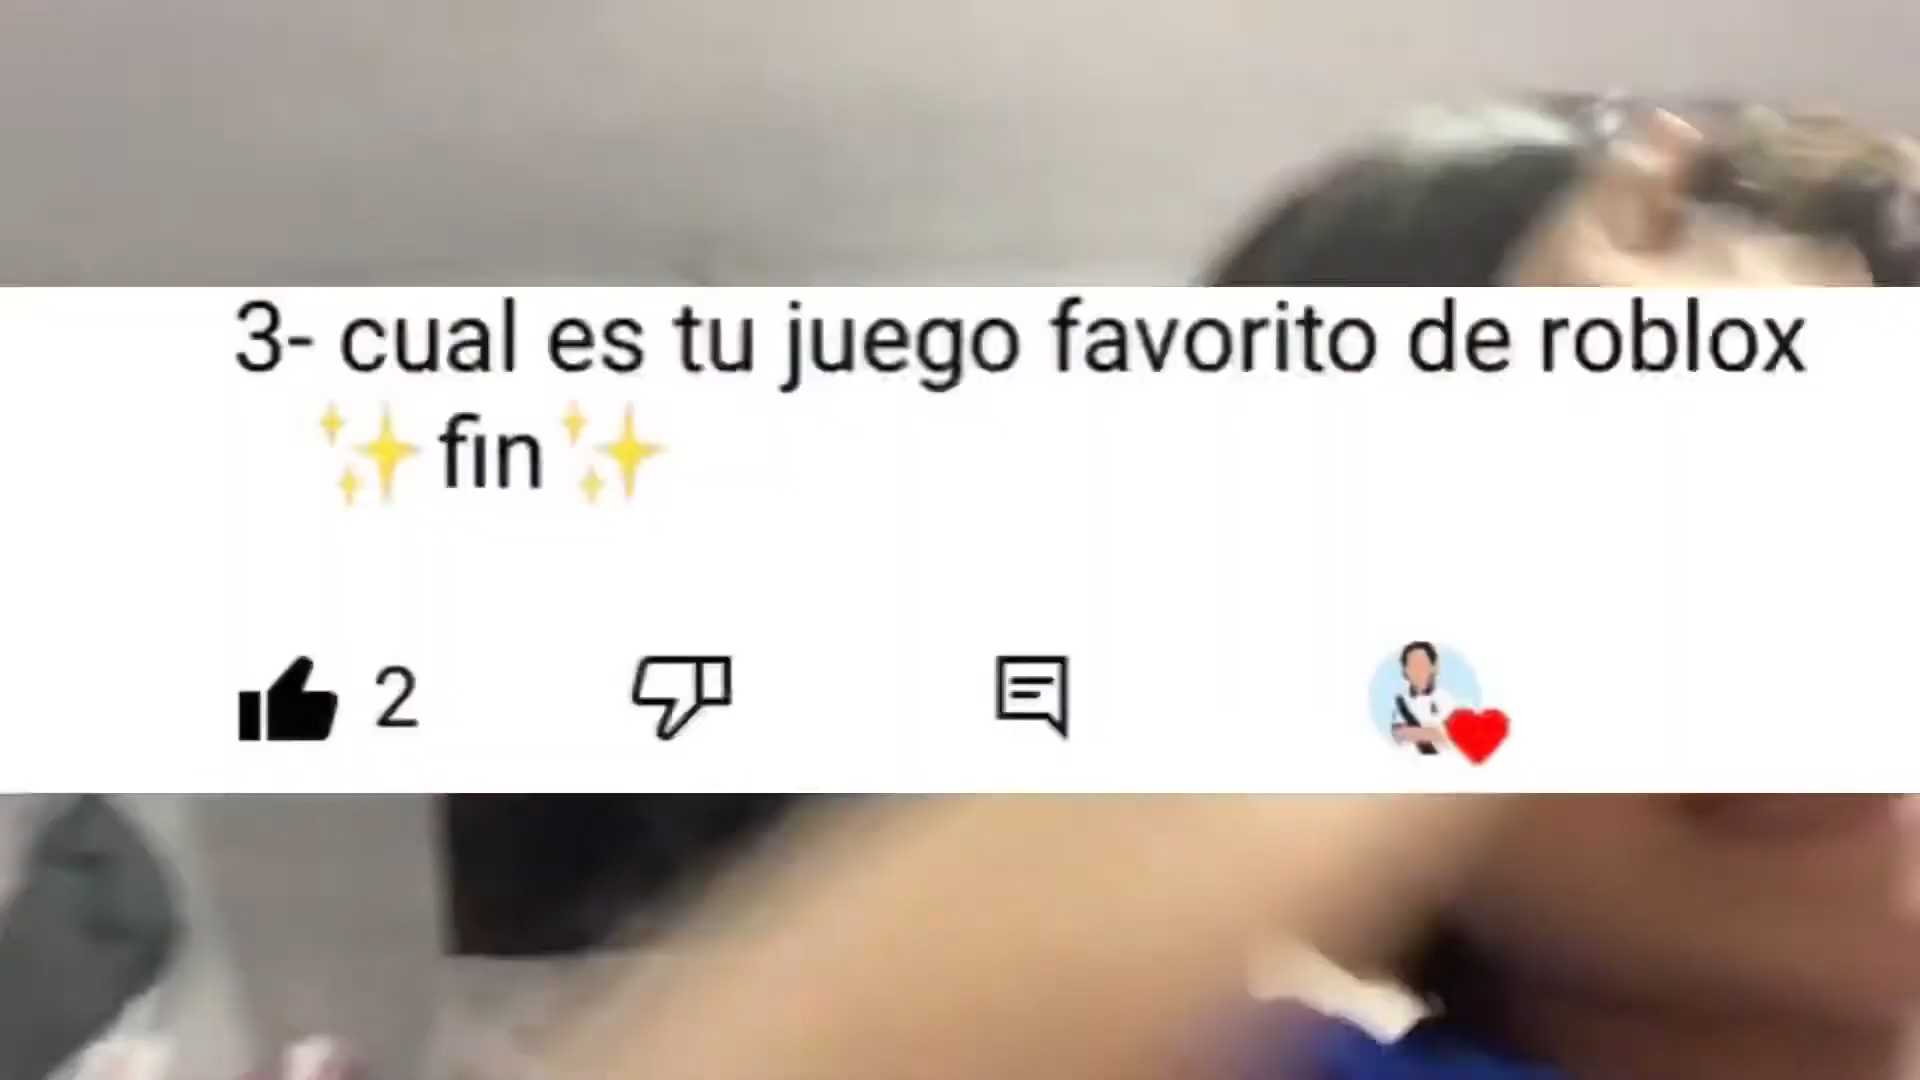 3- cual es tu juego favorito de roblox
✨ fin ✨
2